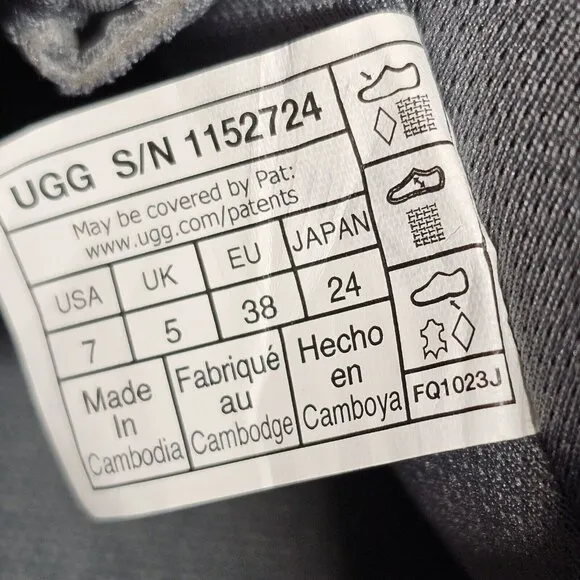 UGG S/N 1152724
May be covered by Pat:
www.ugg.com/patents
USA UK EU JAPAN
7 5 38 24
Made
In
Cambodia
Fabriqué
au
Cambodge
Hecho
en
Camboya
FQ1023J